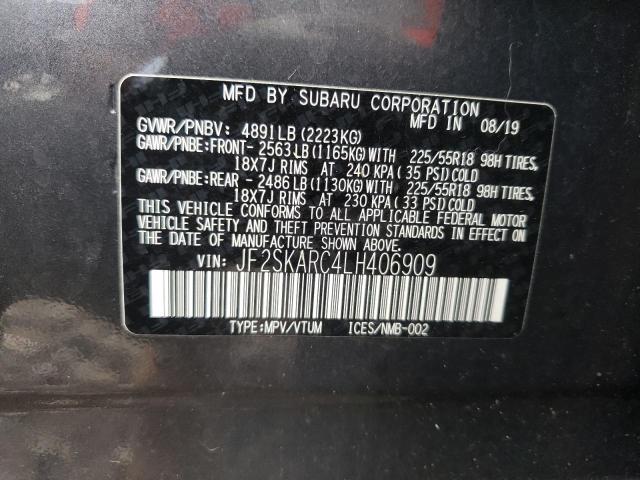 MFD BY SUBARU CORPORATION
MFD IN 08/19
GVWR/PNBV: 4891LB (2223KG)
GAWR/PNBE:FRONT- 2563LB(1165KG)WITH 225/55R18 98H TIRES,
18X7J RIMS AT 240 KPA (35 PSI)COLD
GAWR/PNBE:REAR - 2486LB(1130KG)WITH 225/55R18 98H TIRES,
18X7J RIMS AT 230 KPA (33 PSI)COLD
THIS VEHICLE CONFORMS TO ALL APPLICABLE FEDERAL MOTOR
VEHICLE SAFETY AND THEFT PREVENTION STANDARDS IN EFFECT ON
THE DATE OF MANUFACTURE SHOWN ABOVE.
VIN: JF2SKARC4LH406909
TYPE:MPV/VTUM ICES/NMB-002